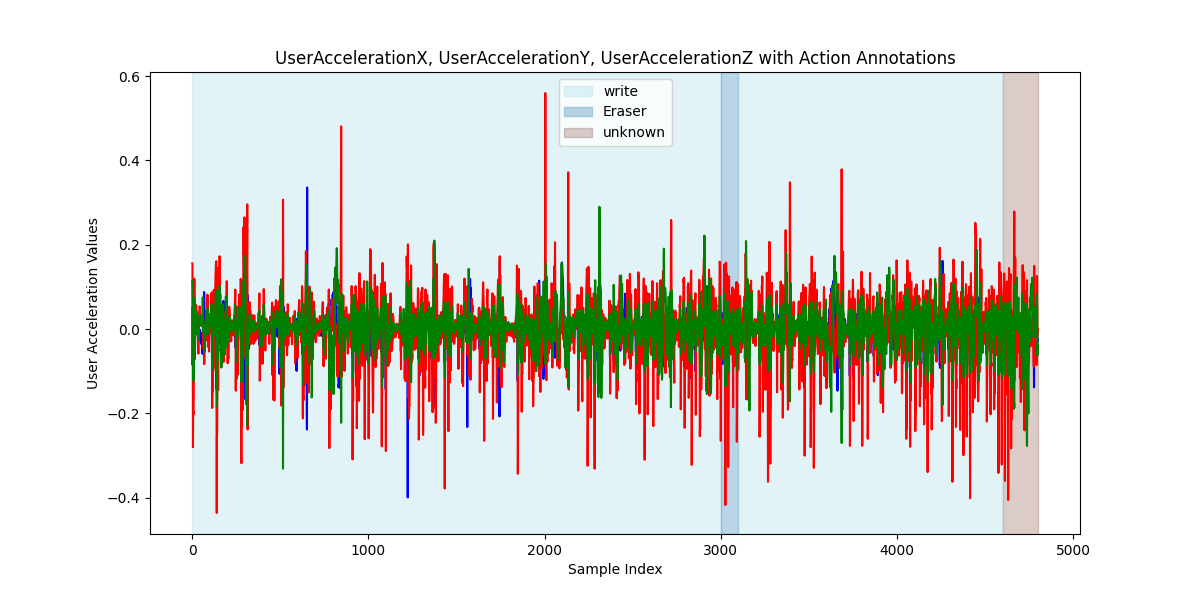 UserAccelerationX, UserAccelerationY, UserAccelerationZ with Action Annotations
write
Eraser
unknown
User Acceleration Values
0.6
0.4
0.2
0.0
−0.2
−0.4
0 1000 2000 3000 4000 5000
Sample Index